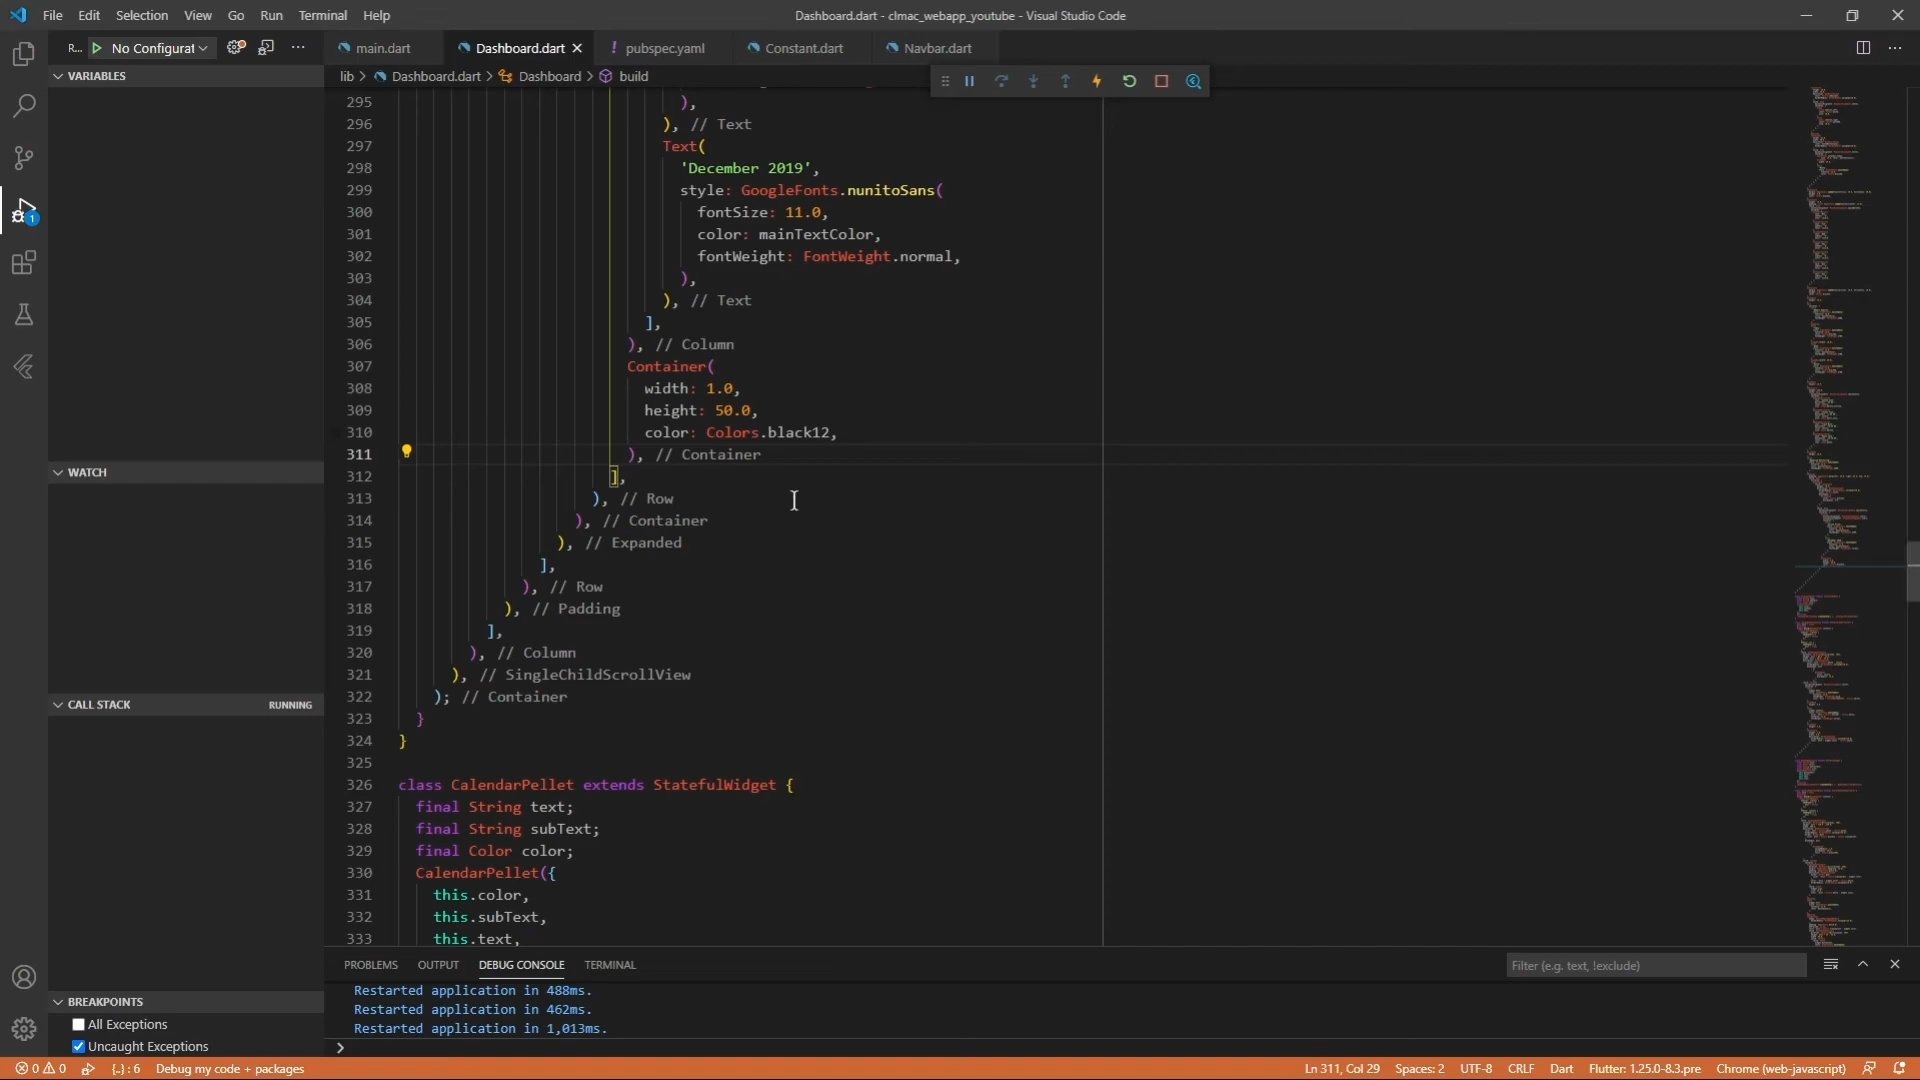 File Edit Selection View Go Run Terminal Help
Dashboard.dart - clmac_webapp_youtube - Visual Studio Code
R... No Configurat
main.dart
Dashboard.dart
! pubspec.yaml
Constant.dart
Navbar.dart
lib > Dashboard.dart > Dashboard > build
VARIABLES
WATCH
CALL STACK RUNNING
BREAKPOINTS
All Exceptions
Uncaught Exceptions
1
295 ),
296 ), // Text
297 Text(
298 'December 2019',
299 style: GoogleFonts.nunitoSans(
300 fontSize: 11.0,
301 color: mainTextColor,
302 fontWeight: FontWeight.normal,
303 ),
304 ), // Text
305 ],
306 ), // Column
307 Container(
308 width: 1.0,
309 height: 50.0,
310 color: Colors.black12,
311 ), // Container
312 ],
313 ), // Row
314 ), // Container
315 ), // Expanded
316 ],
317 ), // Row
318 ), // Padding
319 ],
320 ), // Column
321 ), // SingleChildScrollView
322 ); // Container
323 }
324 }
325
326 class CalendarPellet extends StatefulWidget {
327 final String text;
328 final String subText;
329 final Color color;
330 CalendarPellet({
331 this.color,
332 this.subText,
333 this.text,
PROBLEMS OUTPUT DEBUG CONSOLE TERMINAL
Filter (e.g. text, !exclude)
Restarted application in 488ms.
Restarted application in 462ms.
Restarted application in 1,013ms.
>
0 0 {..} : 6 Debug my code + packages
Ln 311, Col 29 Spaces: 2 UTF-8 CRLF Dart Flutter: 1.25.0-8.3.pre Chrome (web-javascript)